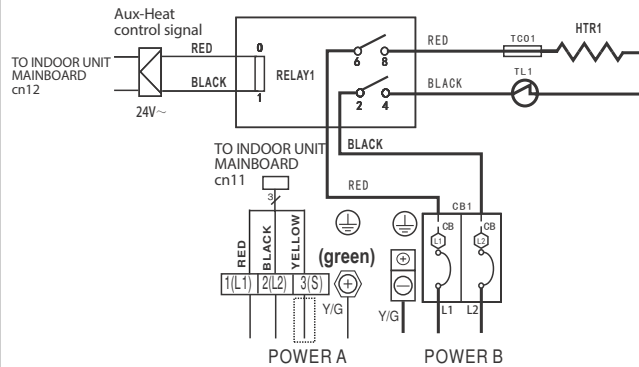 Aux-Heat
control signal
TO INDOOR UNIT
MAINBOARD
cn12
RED
BLACK
24V~
0
1
RELAY1
6 8
2 4
RED
BLACK
TCO1
HTR1
TL1
TO INDOOR UNIT
MAINBOARD
cn11
BLACK
RED
3
RED
BLACK
YELLOW
(green)
1(L1) 2(L2) 3(S)
Y/G
Y/G
CB1
CB CB
L1 L2
L1 L2
POWER A
POWER B